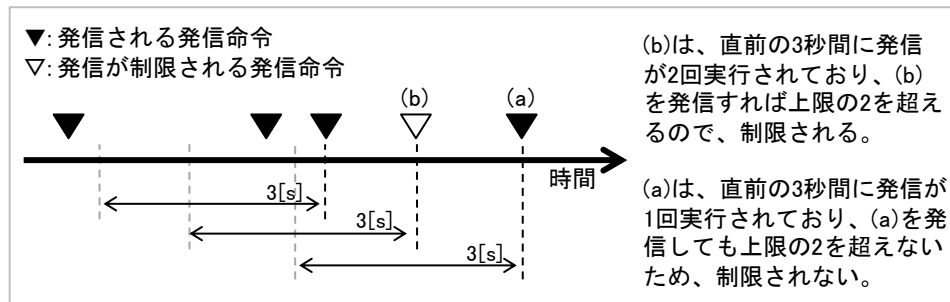 ▼: 発信される発信命令
▽: 発信が制限される発信命令
(b)
(a)
時間
3[s]
3[s]
3[s]
(b)は、直前の3秒間に発信
が2回実行されており、(b)
を発信すれば上限の2を超え
るので、制限される。
(a)は、直前の3秒間に発信が
1回実行されており、(a)を発
信しても上限の2を超えない
ため、制限されない。